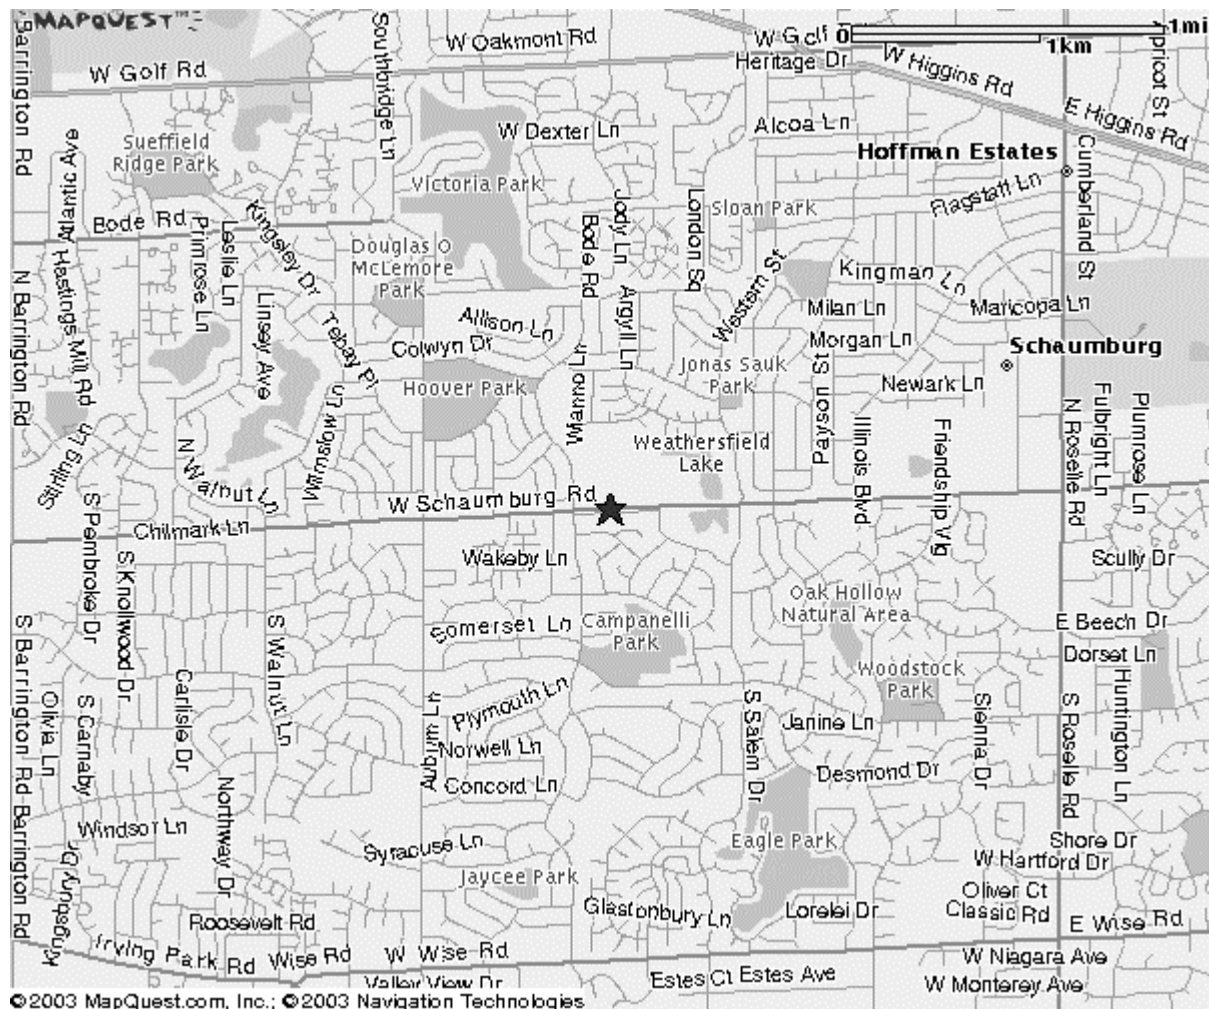 MAPQUEST™
W Oakmont Rd
W Golf
0
1mi
1km
Heritage Dr
W Golf Rd
Southbridge Ln
Barrington Rd
W Higgins Rd
E Higgins Rd
pricot St
W Dexter Ln
Alcoa Ln
Sueffield
Ridge Park
Atlantic Ave
Hoffman Estates
Cumberland St
Victoria Park
Flagstaff Ln
Bode Rd
Kingsley Dr
Primrose Ln
Leslie Ln
Bode Rd
Jody Ln
London Sq
Sloan Park
Douglas O
McLemore
Park
Hastings Mill Rd
N Barrington Rd
Linsey Ave
Tebay Pl
Allison Ln
Argyll Ln
Western St
Kingman Ln
Milan Ln
Maricopa Ln
Colwyn Dr
Morgan Ln
Schaumburg
Hoover Park
Warwick Ln
Jonas Sauk
Park
Payson St
Newark Ln
Wilmslow Ln
N Roselle Rd
Fulbright Ln
Plumrose Ln
Stirling Ln
N Walnut Ln
Weathersfield
Lake
Illinois Blvd
Friendship Vlg
W Schaumburg Rd
Chilmark Ln
S Pembroke Dr
S Knollwood Dr
Wakeby Ln
Scully Dr
Oak Hollow
Natural Area
S Barrington Rd
S Walnut Ln
Somerset Ln
Campanelli
Park
E Beech Dr
Dorset Ln
Woodstock
Park
Olivia Ln
S Carnaby
Carlisle Dr
Auburn Ln
Plymouth Ln
S Salem Dr
Janine Ln
Sienna Dr
S Roselle Rd
Huntington Ln
Norwell Ln
Concord Ln
Desmond Dr
Northway Dr
Windsor Ln
Barrington Rd
Syracuse Ln
Eagle Park
Shore Dr
W Hartford Dr
Kingsbury Dr
Jaycee Park
Oliver Ct
Classic Rd
Roosevelt Rd
Glastonbury Ln
Lorelei Dr
E Wise Rd
Irving Park Rd
Wise Rd
W Wise Rd
W Niagara Ave
Valley View Dr
Estes Ct
Estes Ave
W Monterey Ave
©2003 MapQuest.com, Inc.; ©2003 Navigation Technologies